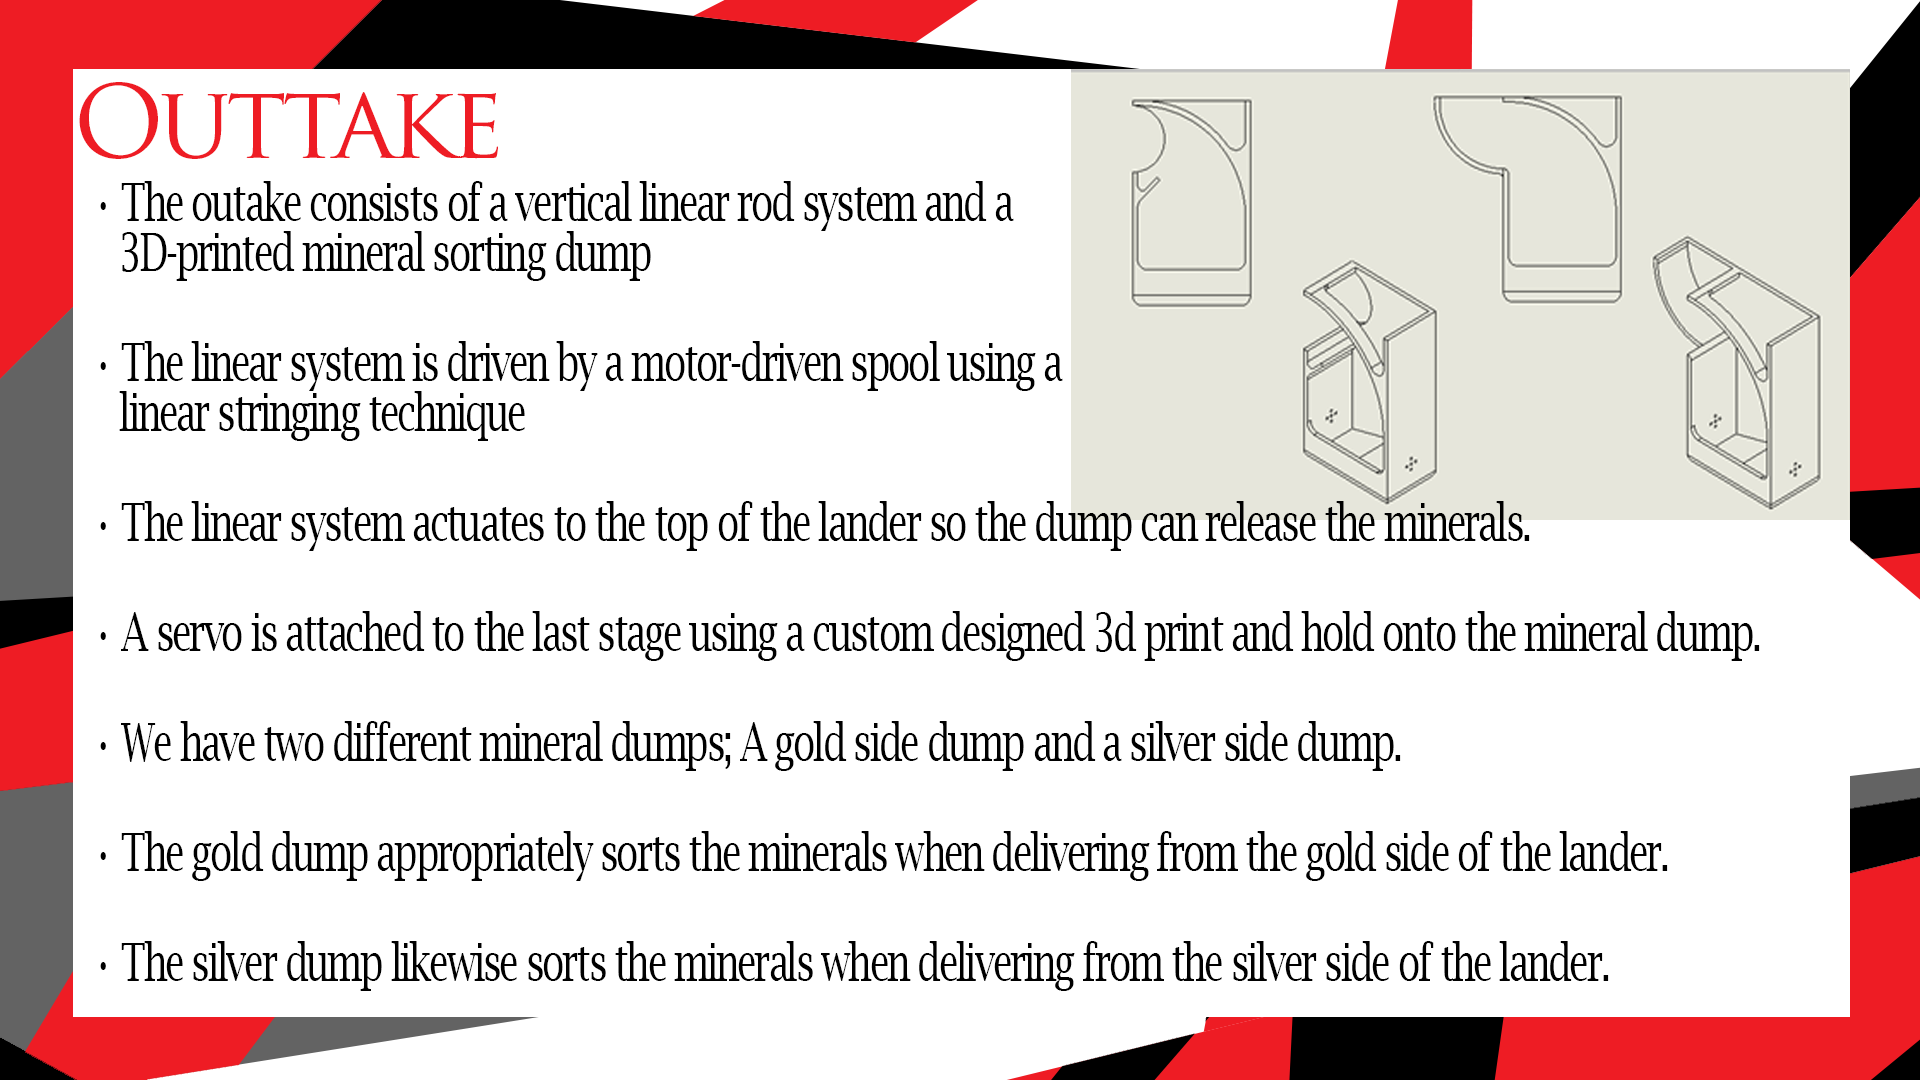 OUTTAKE
• The outake consists of a vertical linear rod system and a
3D-printed mineral sorting dump
• The linear system is driven by a motor-driven spool using a
linear stringing technique
• The linear system actuates to the top of the lander so the dump can release the minerals.
• A servo is attached to the last stage using a custom designed 3d print and hold onto the mineral dump.
• We have two different mineral dumps; A gold side dump and a silver side dump.
• The gold dump appropriately sorts the minerals when delivering from the gold side of the lander.
• The silver dump likewise sorts the minerals when delivering from the silver side of the lander.